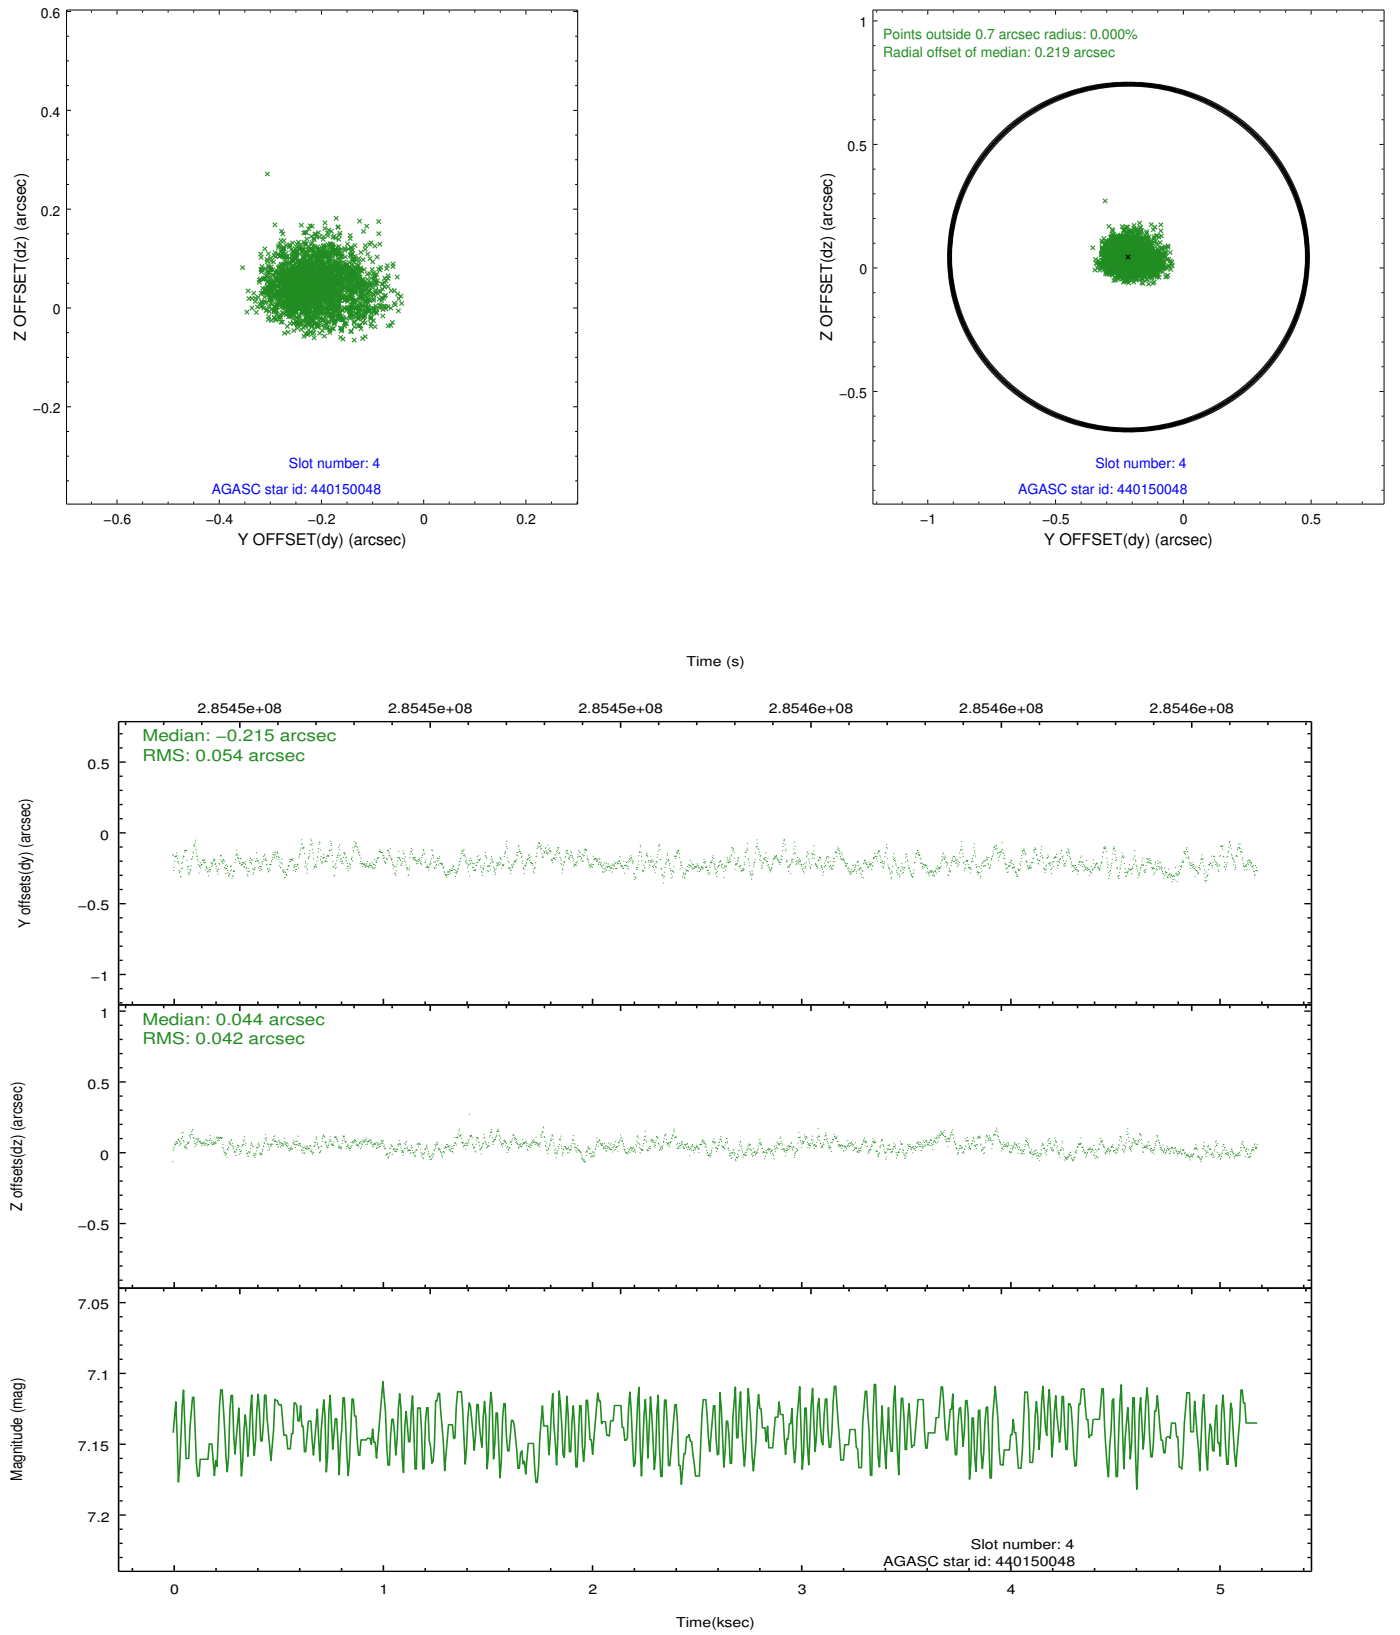 0.6
0.4
0.2
0
−0.2
Z OFFSET(dz) (arcsec)
Slot number: 4
AGASC star id: 440150048
−0.6
−0.4
−0.2
0
0.2
Y OFFSET(dy) (arcsec)
Points outside 0.7 arcsec radius: 0.000%
Radial offset of median: 0.219 arcsec
1
0.5
0
−0.5
Z OFFSET(dz) (arcsec)
Slot number: 4
AGASC star id: 440150048
−1
−0.5
0
0.5
Y OFFSET(dy) (arcsec)
Time (s)
2.8545e+08
2.8545e+08
2.8545e+08
2.8546e+08
2.8546e+08
2.8546e+08
Median: −0.215 arcsec
RMS: 0.054 arcsec
0.5
0
−0.5
−1
Y offsets(dy) (arcsec)
Median: 0.044 arcsec
RMS: 0.042 arcsec
1
0.5
0
−0.5
Z offsets(dz) (arcsec)
7.05
7.1
7.15
7.2
Magnitude (mag)
Slot number: 4
AGASC star id: 440150048
0
1
2
3
4
5
Time(ksec)